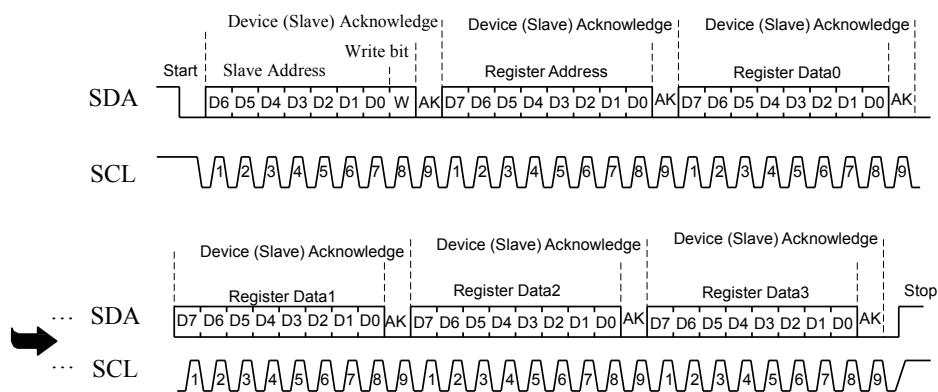 Device (Slave) Acknowledge Device (Slave) Acknowledge Device (Slave) Acknowledge
Write bit
Start Slave Address Register Address Register Data0
SDA D6 D5 D4 D3 D2 D1 D0 W AK D7 D6 D5 D4 D3 D2 D1 D0 AK D7 D6 D5 D4 D3 D2 D1 D0 AK
SCL 1 2 3 4 5 6 7 8 9 1 2 3 4 5 6 7 8 9 1 2 3 4 5 6 7 8 9
Device (Slave) Acknowledge Device (Slave) Acknowledge Device (Slave) Acknowledge
Register Data1 Register Data2 Register Data3 Stop
... SDA D7 D6 D5 D4 D3 D2 D1 D0 AK D7 D6 D5 D4 D3 D2 D1 D0 AK D7 D6 D5 D4 D3 D2 D1 D0 AK
... SCL 1 2 3 4 5 6 7 8 9 1 2 3 4 5 6 7 8 9 1 2 3 4 5 6 7 8 9